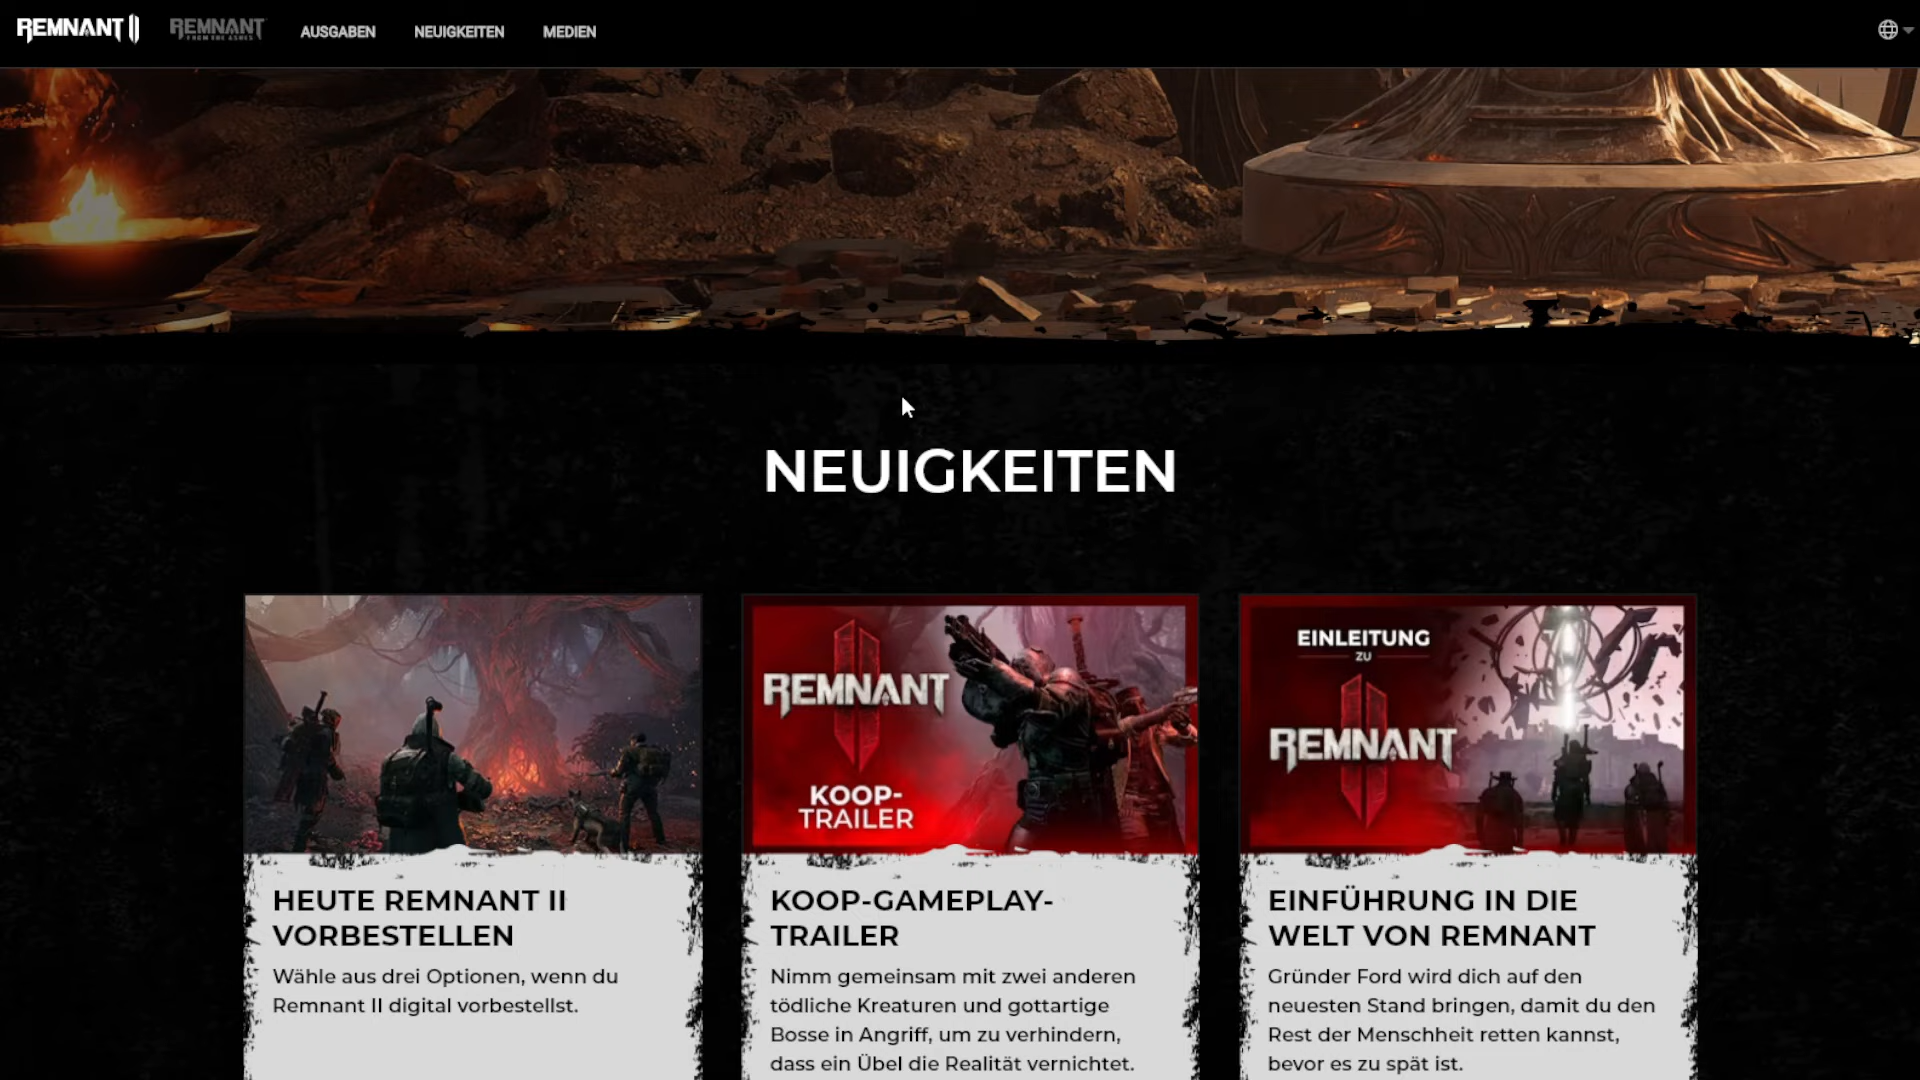 REMNANT II
REMNANT
FROM THE ASHES
AUSGABEN
NEUIGKEITEN
MEDIEN
NEUIGKEITEN
REMNANT
KOOP-
TRAILER
EINLEITUNG
ZU
REMNANT
HEUTE REMNANT II
VORBESTELLEN
Wähle aus drei Optionen, wenn du
Remnant II digital vorbestellst.
KOOP-GAMEPLAY-
TRAILER
Nimm gemeinsam mit zwei anderen
tödliche Kreaturen und gottartige
Bosse in Angriff, um zu verhindern,
dass ein Übel die Realität vernichtet.
EINFÜHRUNG IN DIE
WELT VON REMNANT
Gründer Ford wird dich auf den
neuesten Stand bringen, damit du den
Rest der Menschheit retten kannst,
bevor es zu spät ist.